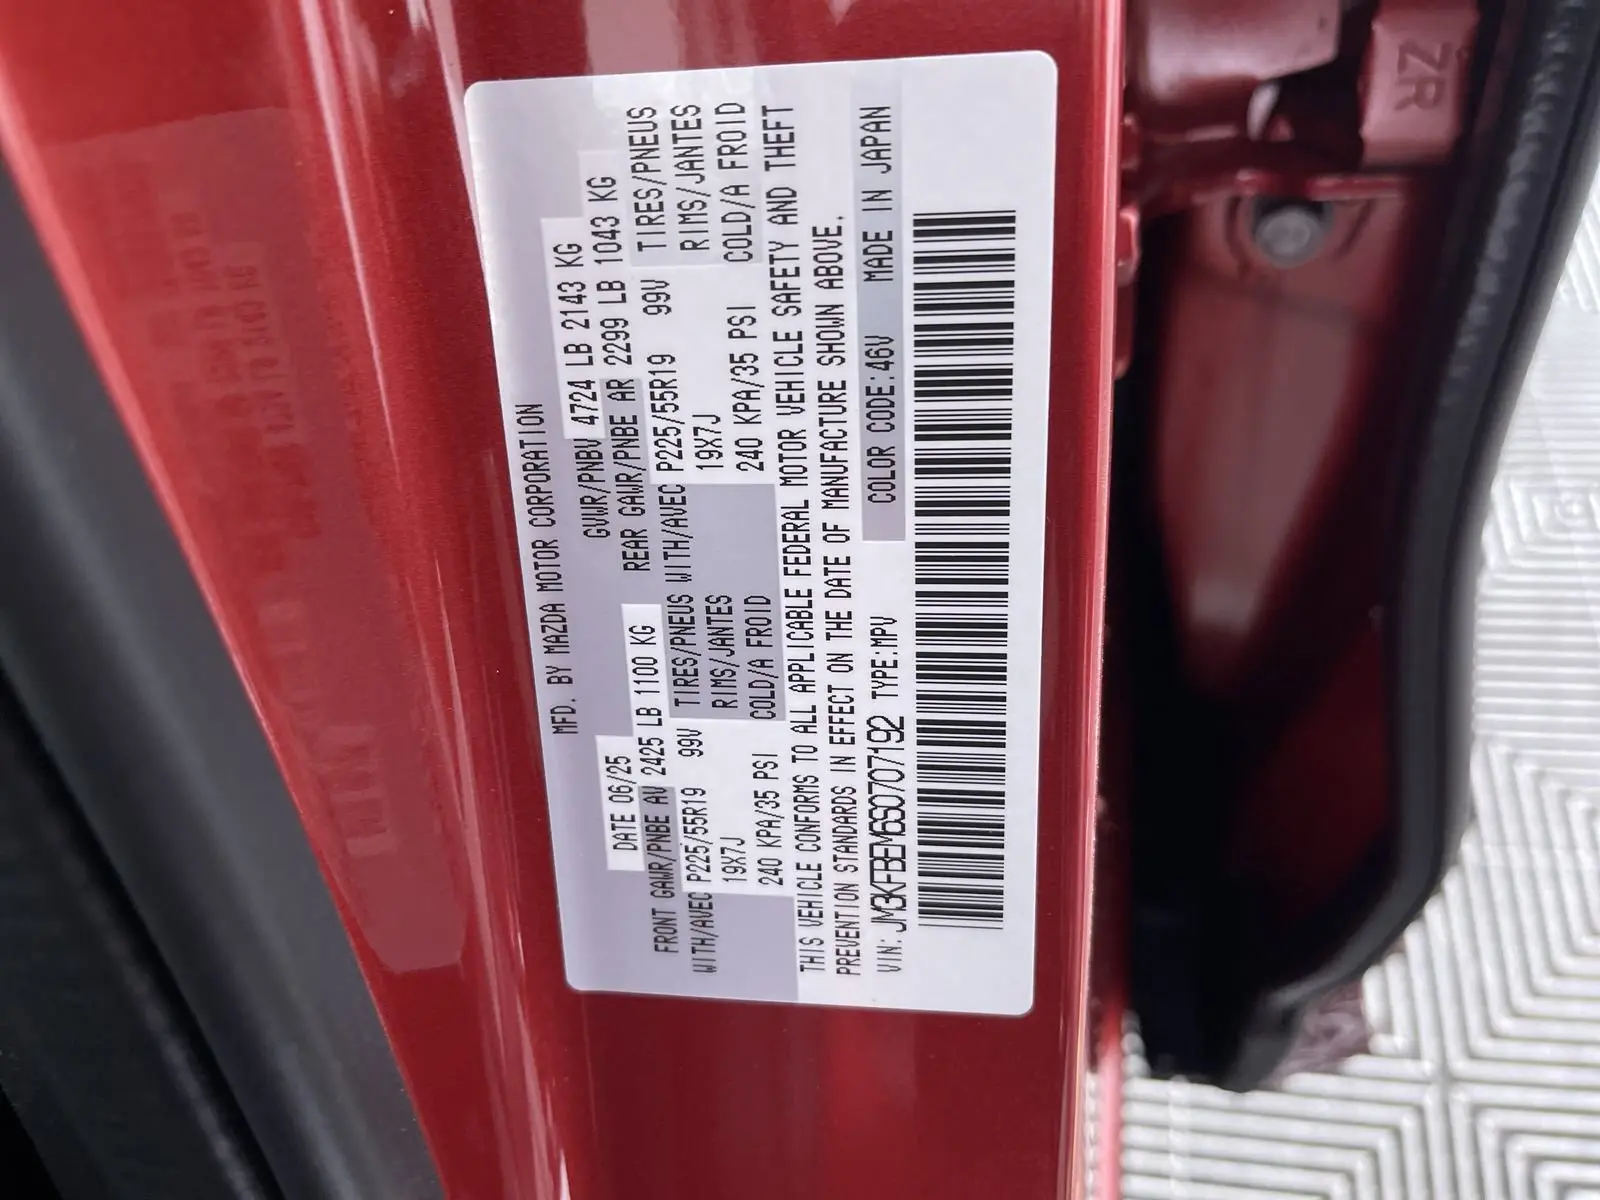 MFD. BY MAZDA MOTOR CORPORATION
DATE 06/25 GVWR/PNBV 4724 LB 2143 KG
FRONT GAWR/PNBE AV 2425 LB 1100 KG REAR GAWR/PNBE AR 2299 LB 1043 KG
WITH/AVEC P225/55R19 99V TIRES/PNEUS WITH/AVEC P225/55R19 99V TIRES/PNEUS
19X7J RIMS/JANTES 19X7J RIMS/JANTES
240 KPA/35 PSI COLD/A FROID 240 KPA/35 PSI COLD/A FROID
THIS VEHICLE CONFORMS TO ALL APPLICABLE FEDERAL MOTOR VEHICLE SAFETY AND THEFT
PREVENTION STANDARDS IN EFFECT ON THE DATE OF MANUFACTURE SHOWN ABOVE.
VIN: JM3KFBEM6S0707192 TYPE:MPV COLOR CODE:46V MADE IN JAPAN
ZR